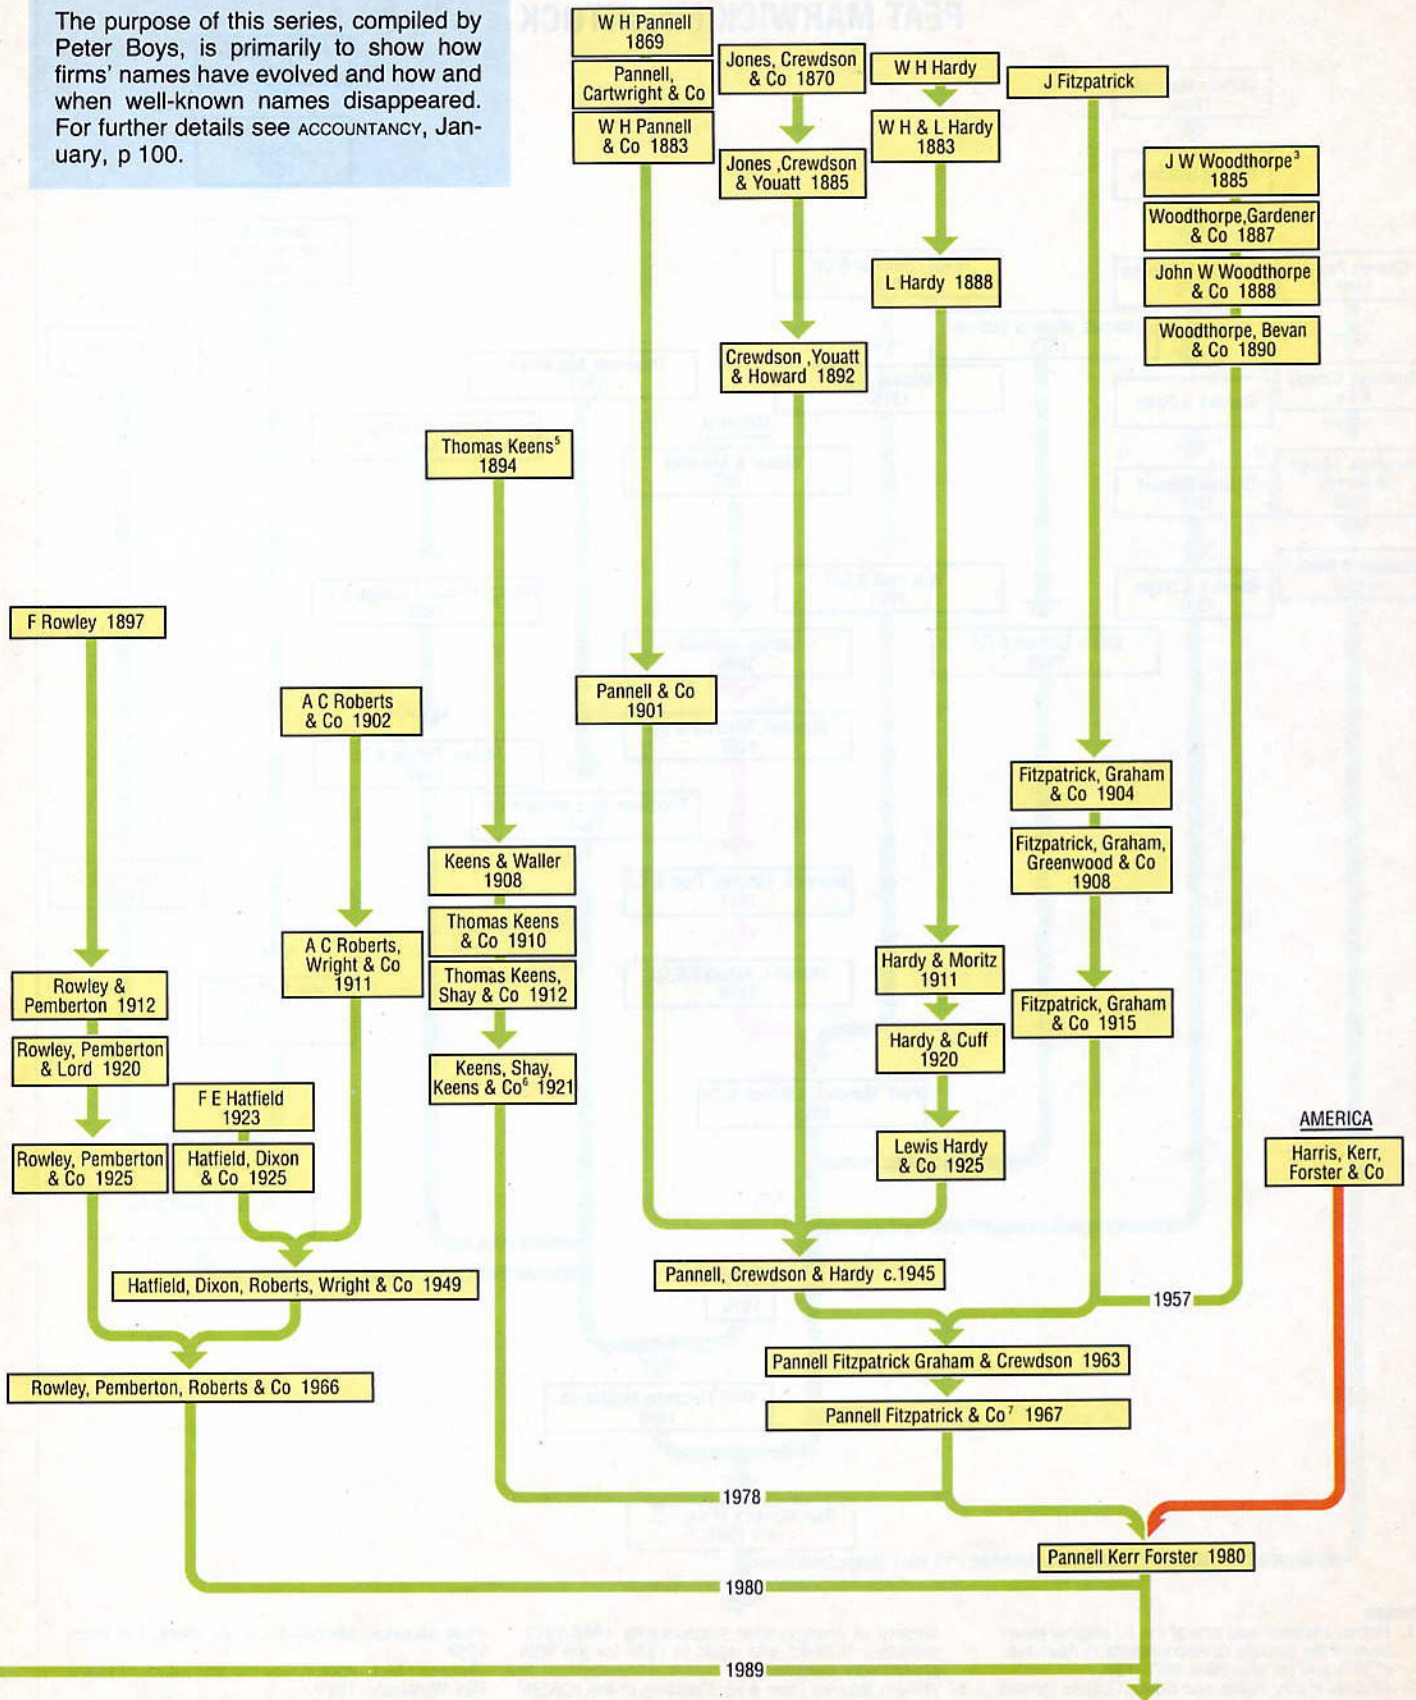 The purpose of this series, compiled by
Peter Boys, is primarily to show how
firms' names have evolved and how and
when well-known names disappeared.
For further details see ACCOUNTANCY, Jan-
uary, p 100.
W H Pannell
1869
Pannell,
Cartwright & Co
W H Pannell
& Co 1883
Jones, Crewdson
& Co 1870
Jones ,Crewdson
& Youatt 1885
W H Hardy
W H & L Hardy
1883
J Fitzpatrick
J W Woodthorpe³
1885
Woodthorpe,Gardener
& Co 1887
John W Woodthorpe
& Co 1888
Woodthorpe, Bevan
& Co 1890
L Hardy 1888
Crewdson ,Youatt
& Howard 1892
Thomas Keens⁵
1894
F Rowley 1897
A C Roberts
& Co 1902
Pannell & Co
1901
Fitzpatrick, Graham
& Co 1904
Fitzpatrick, Graham,
Greenwood & Co
1908
Keens & Waller
1908
Thomas Keens
& Co 1910
Thomas Keens,
Shay & Co 1912
A C Roberts,
Wright & Co
1911
Hardy & Moritz
1911
Rowley &
Pemberton 1912
Fitzpatrick, Graham
& Co 1915
Rowley, Pemberton
& Lord 1920
Hardy & Cuff
1920
Keens, Shay,
Keens & Co⁶ 1921
F E Hatfield
1923
Rowley, Pemberton
& Co 1925
Hatfield, Dixon
& Co 1925
Lewis Hardy
& Co 1925
AMERICA
Harris, Kerr,
Forster & Co
Hatfield, Dixon, Roberts, Wright & Co 1949
Pannell, Crewdson & Hardy c.1945
1957
Pannell Fitzpatrick Graham & Crewdson 1963
Rowley, Pemberton, Roberts & Co 1966
Pannell Fitzpatrick & Co⁷ 1967
1978
Pannell Kerr Forster 1980
1980
1989